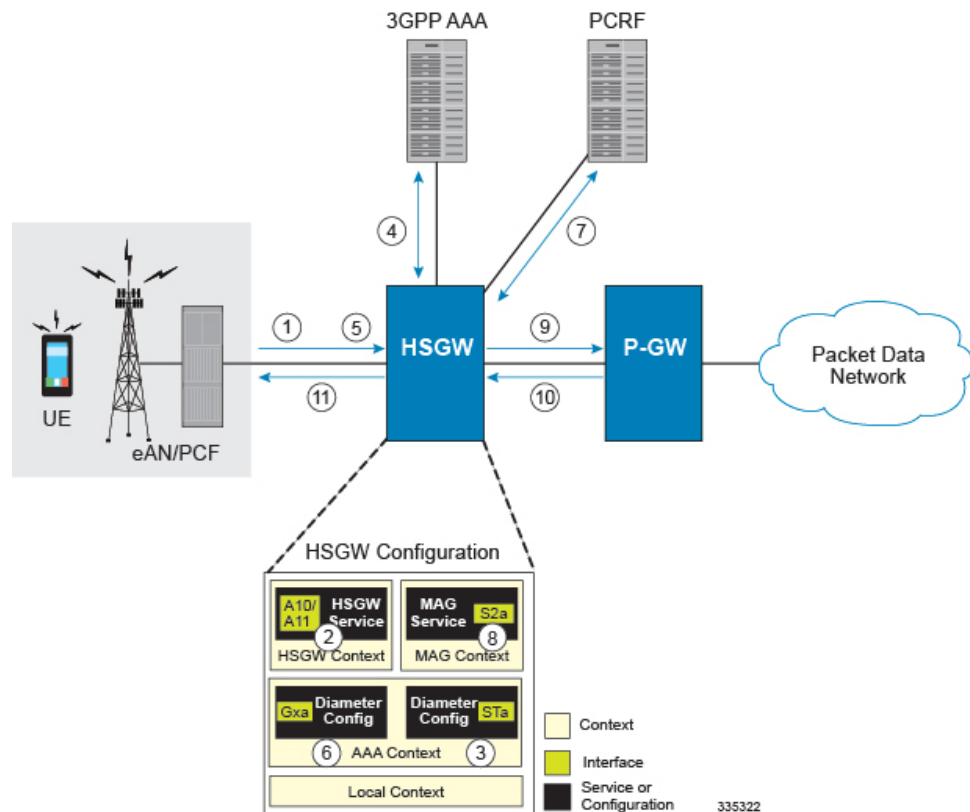 3GPP AAA
PCRF
4
7
1
5
9
HSGW
P-GW
Packet Data
Network
11
10
UE
eAN/PCF
HSGW Configuration
A10/
A11
HSGW
Service
2
HSGW Context
MAG
Service
S2a
8
MAG Context
Gxa
Diameter
Config
6
Diameter
Config
STa
3
AAA Context
Local Context
Context
Interface
Service or
Configuration
335322